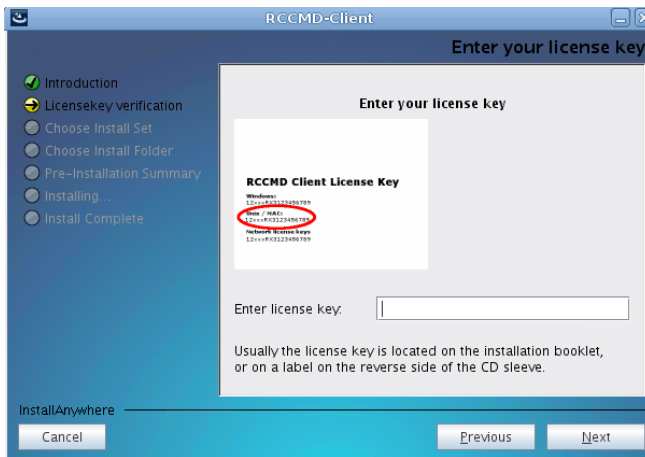 RCCMD-Client
Enter your license key
Introduction
Licensekey verification
Choose Install Set
Choose Install Folder
Pre-Installation Summary
Installing...
Install Complete
Enter your license key
RCCMD Client License Key
Windows:
12xxxRX3123456789
Unix / MAC:
12xxxRX3123456789
Network license keys
12xxxRX3123456789
Enter license key:
Usually the license key is located on the installation booklet,
or on a label on the reverse side of the CD sleeve.
InstallAnywhere
Cancel
Previous
Next